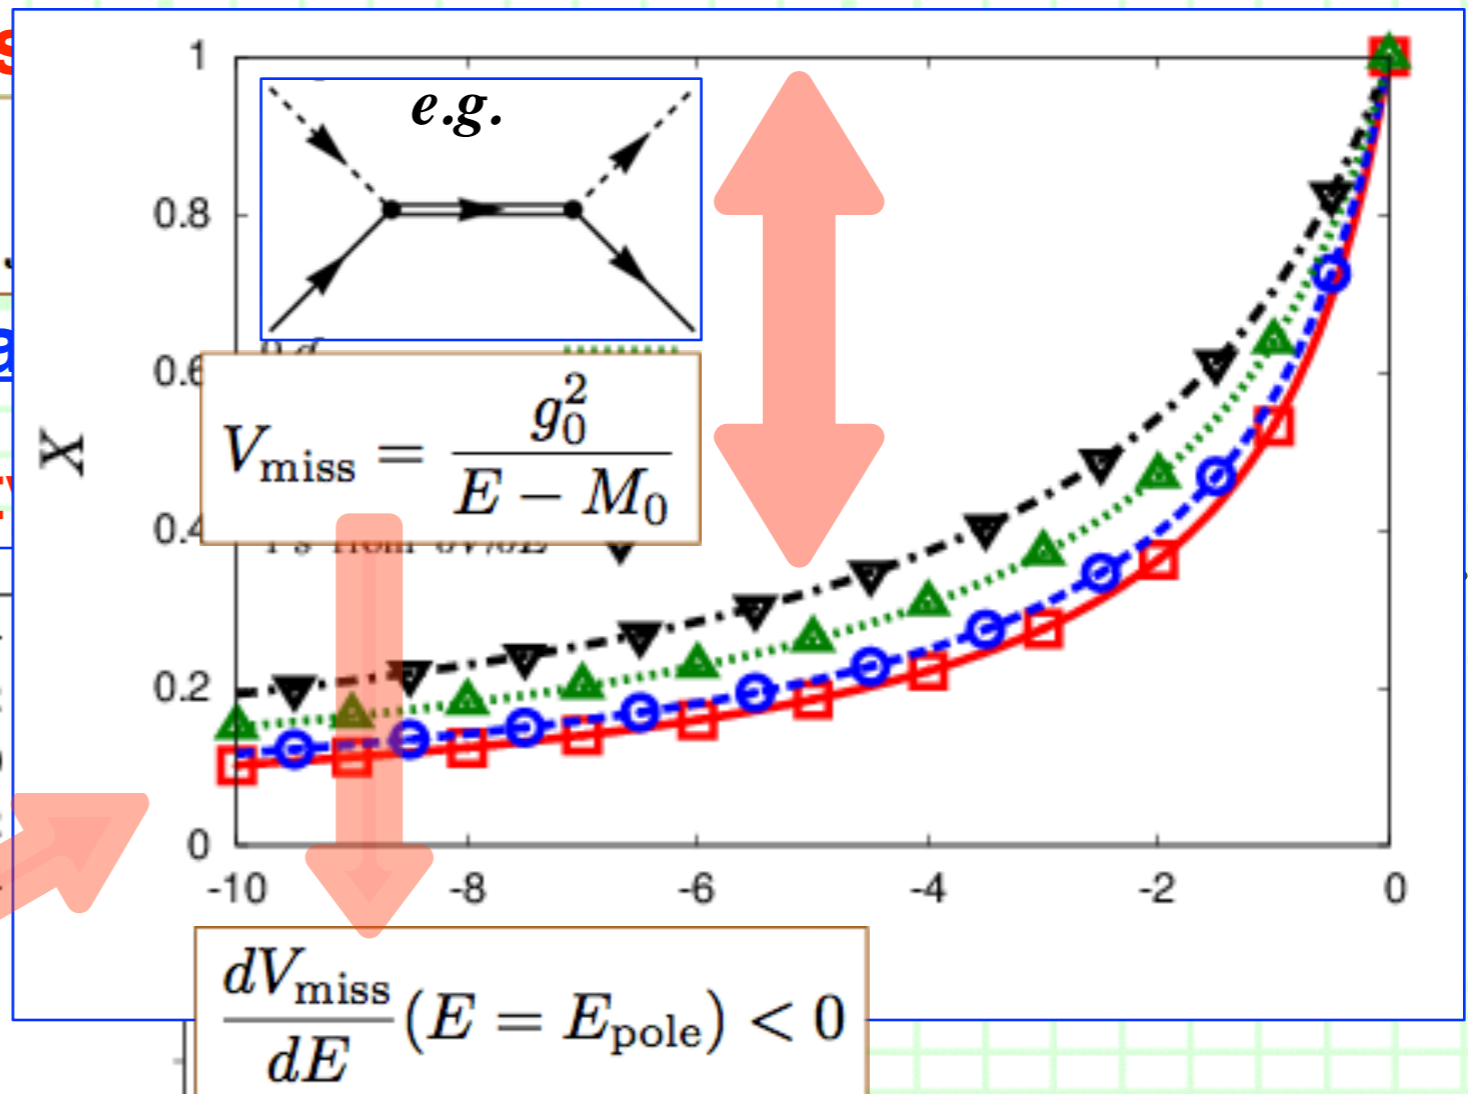 s
1
e.g.
0.8
0.6
X
V_miss = g_0^2 / (E − M_0)
0.4
0.2
0
-10 -8 -6 -4 -2 0
dV_miss/dE (E = E_pole) < 0